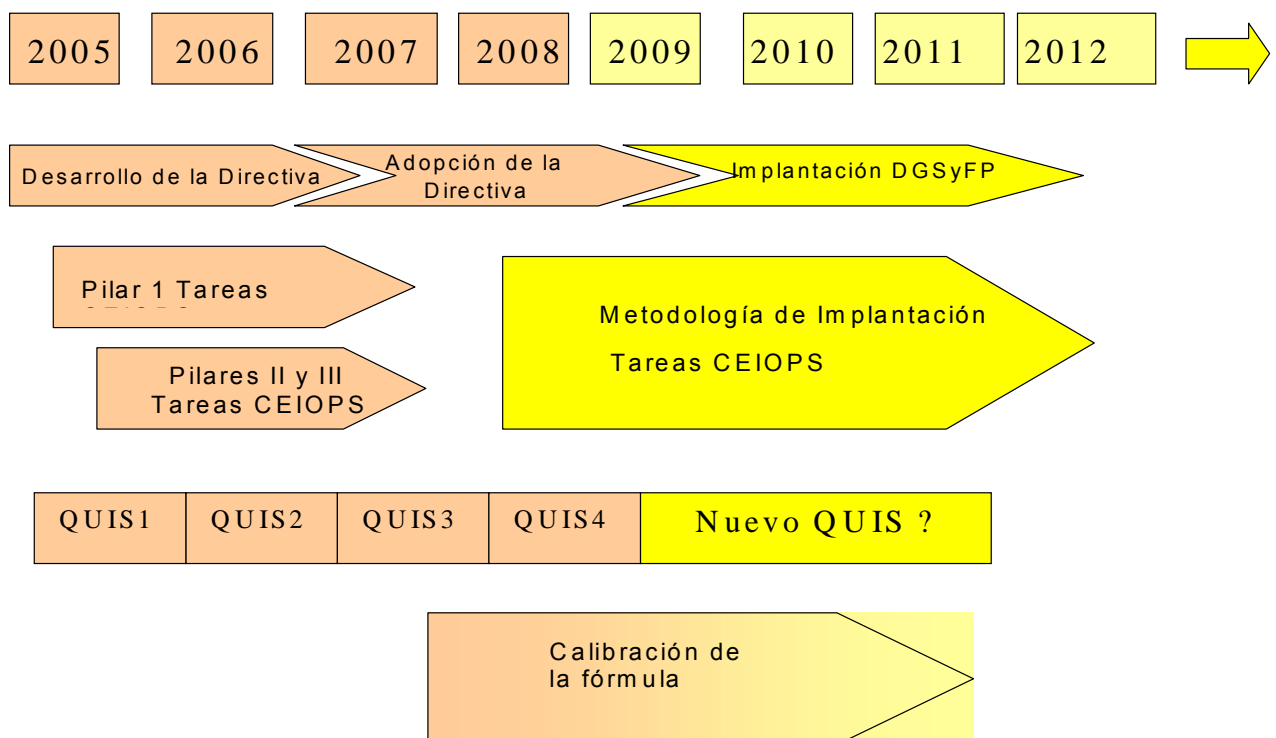 2005 2006 2007 2008 2009 2010 2011 2012
Desarrollo de la Directiva
Adopción de la
Directiva
Implantación DGSyFP
Pilar 1 Tareas
Pilares II y III
Tareas CEIOPS
Metodología de Implantación
Tareas CEIOPS
QUIS1 QUIS2 QUIS3 QUIS4 Nuevo QUIS ?
Calibración de
la fórmula